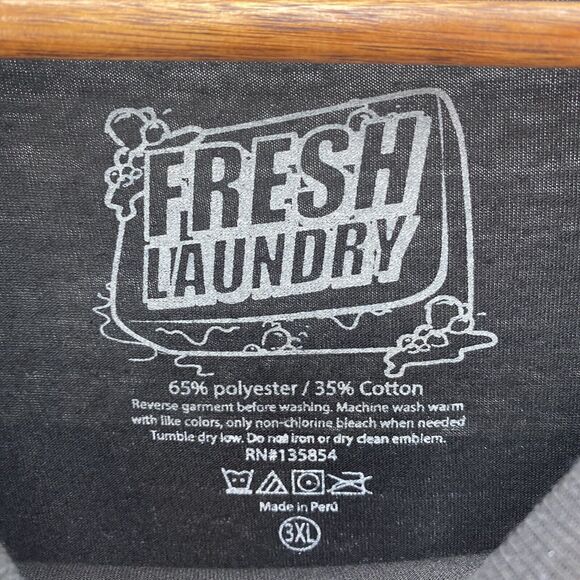 FRESH
LAUNDRY
65% polyester / 35% Cotton
Reverse garment before washing. Machine wash warm
with like colors, only non-chlorine bleach when needed
Tumble dry low. Do not iron or dry clean emblem.
RN#135854
Made in Perú
3XL